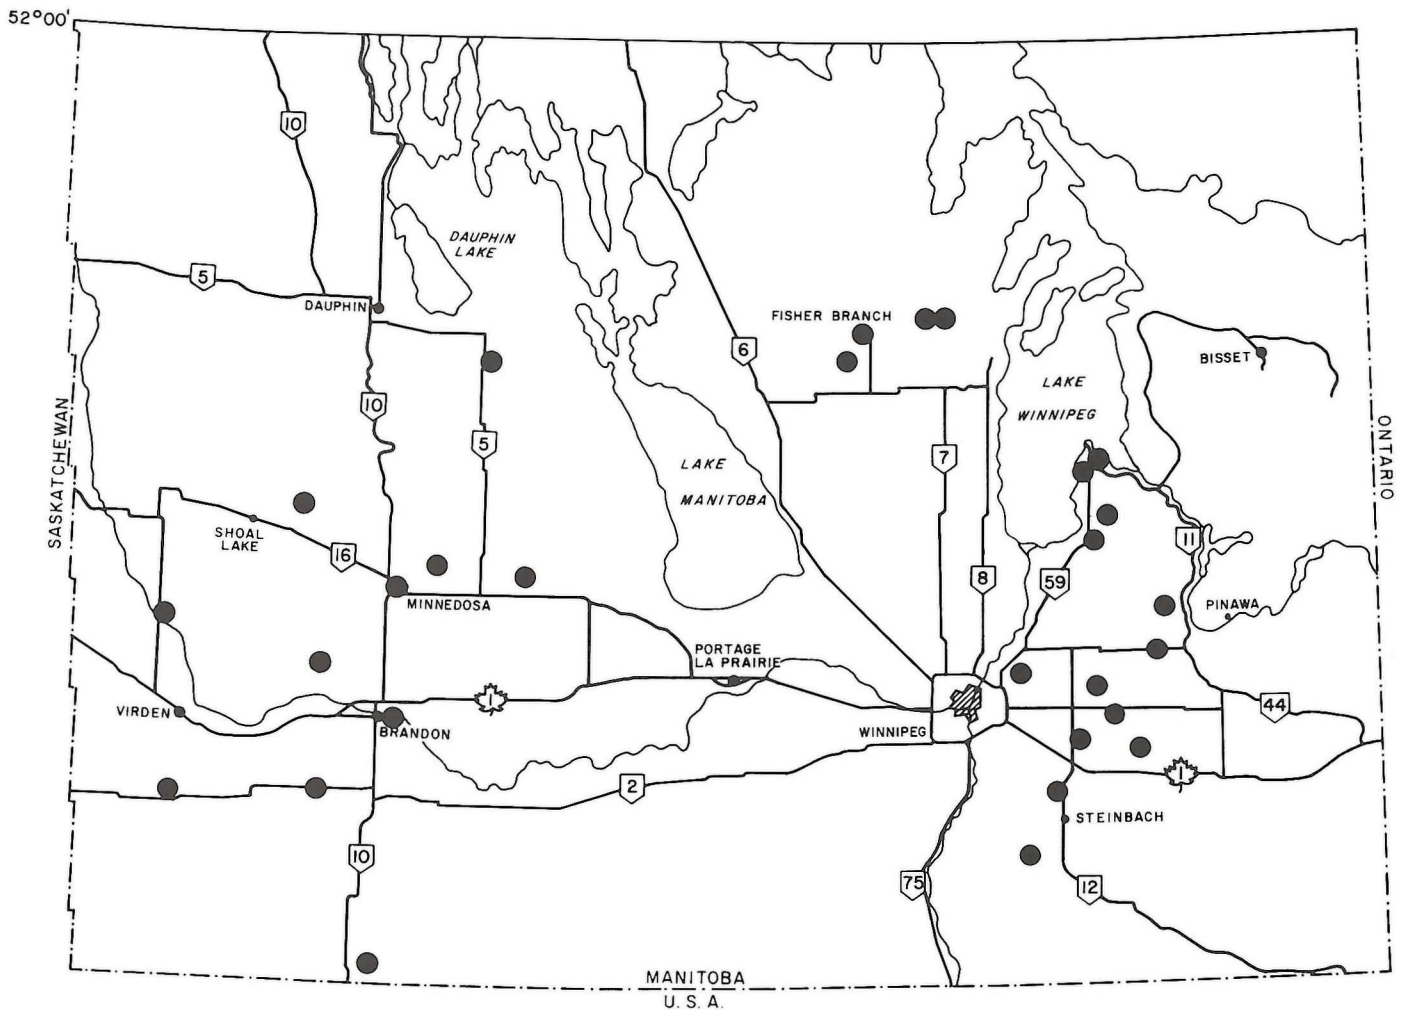 52°00'
10
DAUPHIN
LAKE
5
DAUPHIN
FISHER BRANCH
6
BISSET
10
LAKE
WINNIPEG
5
7
LAKE
MANITOBA
SASKATCHEWAN
ONTARIO
SHOAL
LAKE
16
11
8
59
MINNEDOSA
PINAWA
PORTAGE
LA PRAIRIE
1
VIRDEN
44
BRANDON
WINNIPEG
1
2
STEINBACH
10
75
12
MANITOBA
U. S. A.